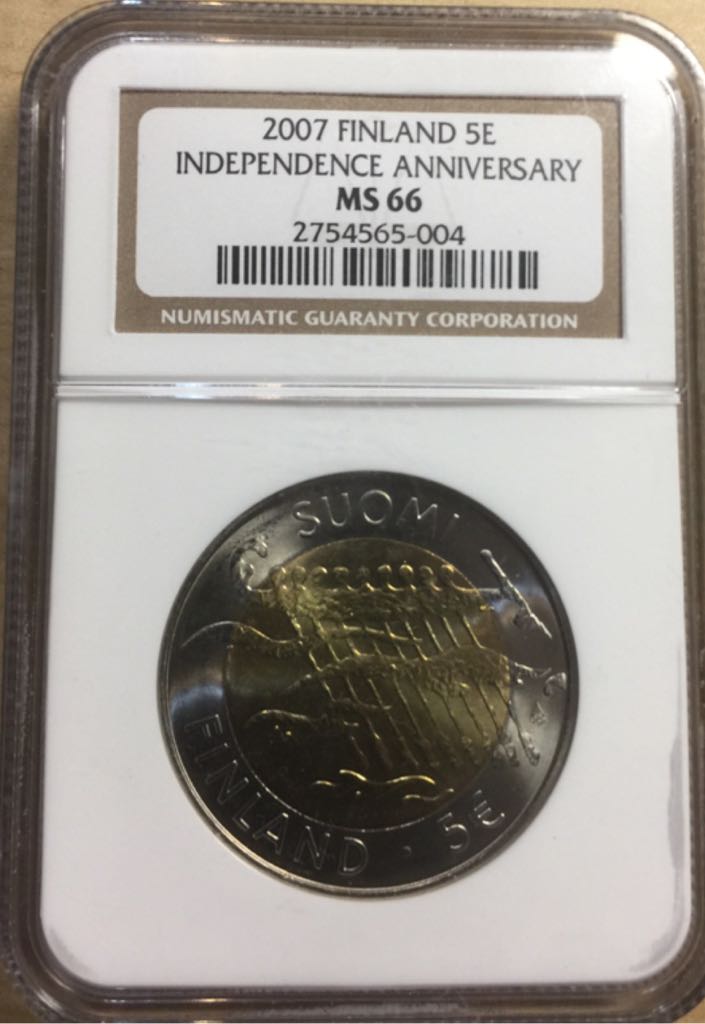 2007 FINLAND 5E
INDEPENDENCE ANNIVERSARY
MS 66
2754565-004
NUMISMATIC GUARANTY CORPORATION
SUOMI
FINLAND · 5€